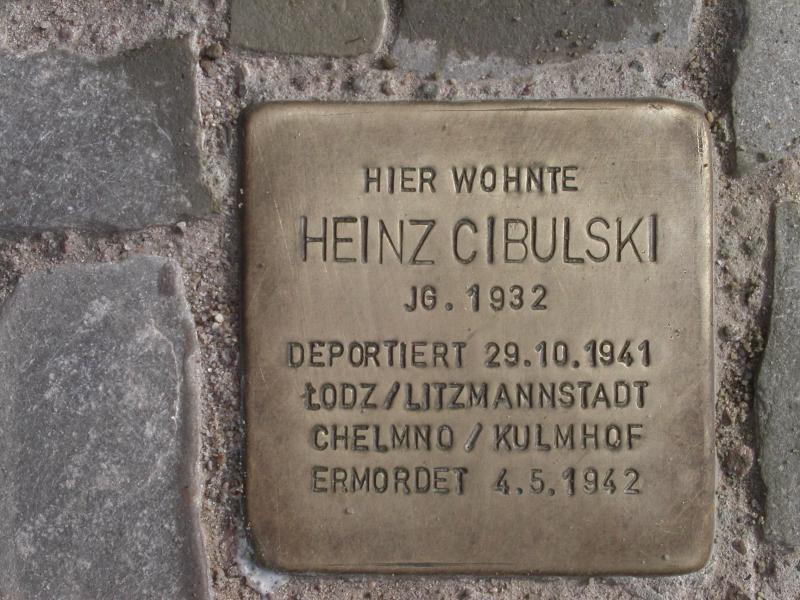 HIER WOHNTE
HEINZ CIBULSKI
JG. 1932
DEPORTIERT 29.10.1941
ŁODZ/LITZMANNSTADT
CHELMNO/KULMHOF
ERMORDET 4.5.1942